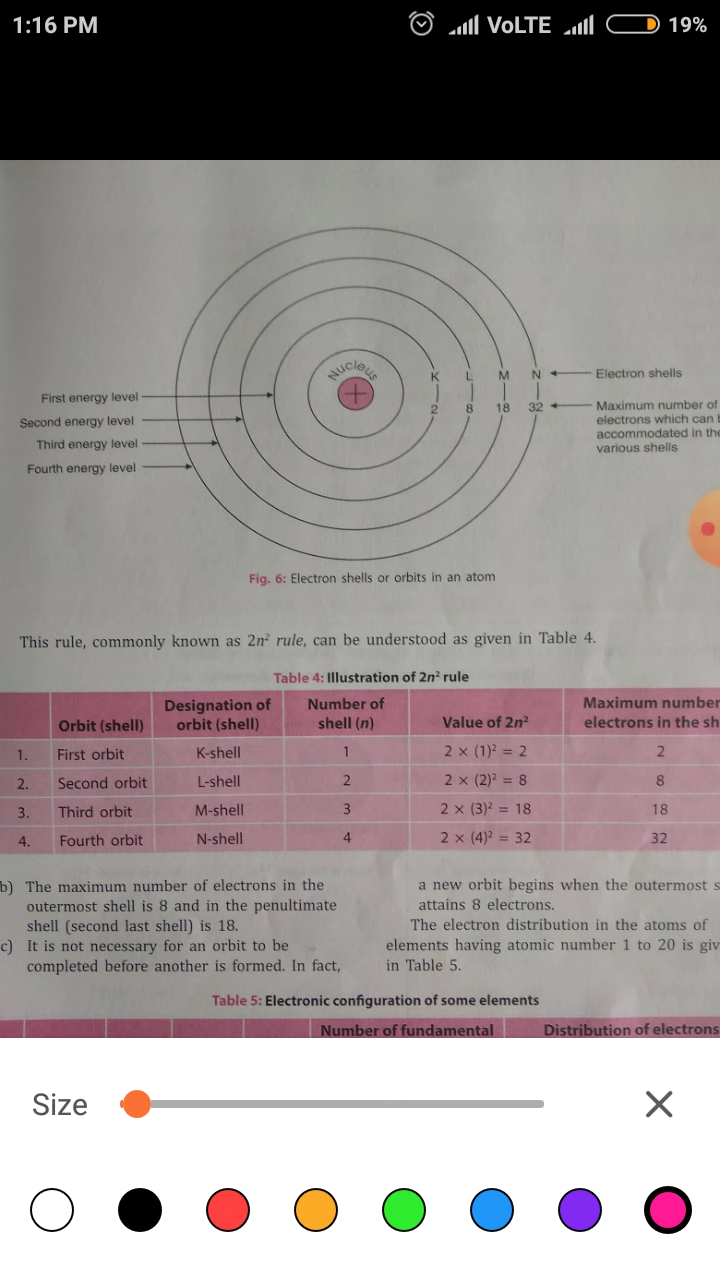 1:16 PM
VoLTE
19%
Nucleus
K L M N
Electron shells
2 8 18 32
Maximum number of
electrons which can
accommodated in
various shells
First energy level
Second energy level
Third energy level
Fourth energy level
Fig. 6: Electron shells or orbits in an atom
This rule, commonly known as 2n² rule, can be understood as given in Table 4.
Table 4: Illustration of 2n² rule
Orbit (shell) Designation of orbit (shell) Number of shell (n) Value of 2n² Maximum number electrons in the
1. First orbit K-shell 1 2 × (1)² = 2 2
2. Second orbit L-shell 2 2 × (2)² = 8 8
3. Third orbit M-shell 3 2 × (3)² = 18 18
4. Fourth orbit N-shell 4 2 × (4)² = 32 32
b) The maximum number of electrons in the
outermost shell is 8 and in the penultimate
shell (second last shell) is 18.
c) It is not necessary for an orbit to be
completed before another is formed. In fact,
a new orbit begins when the outermost
attains 8 electrons.
The electron distribution in the atoms of
elements having atomic number 1 to 20 is
in Table 5.
Table 5: Electronic configuration of some elements
Number of fundamental Distribution of electrons
Size